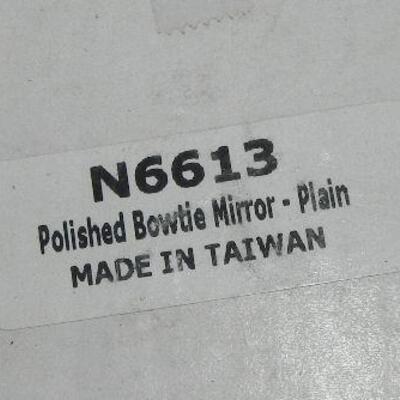 N6613
Polished Bowtie Mirror - Plain
MADE IN TAIWAN